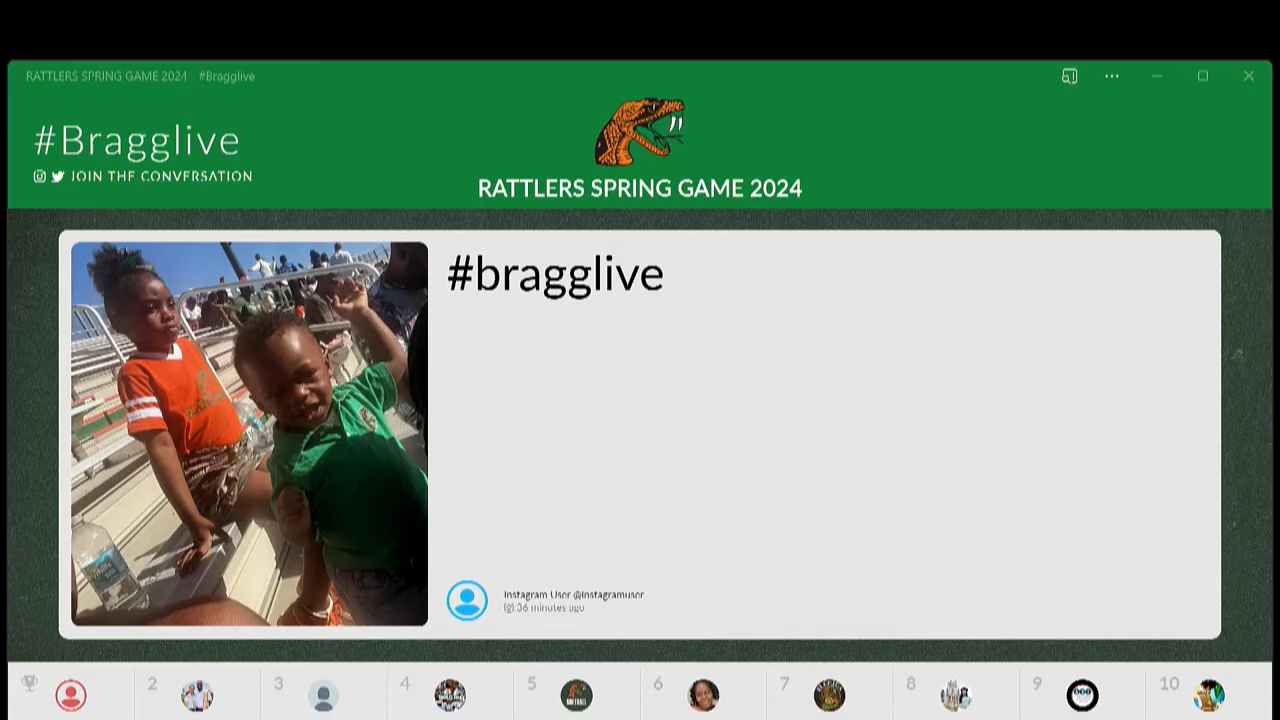 RATTLERS SPRING GAME 2024 #Bragglive
#Bragglive
JOIN THE CONVERSATION
RATTLERS SPRING GAME 2024
#bragglive
Instagram User @instagramuser
36 minutes ago
2 3 4 5 6 7 8 9 10